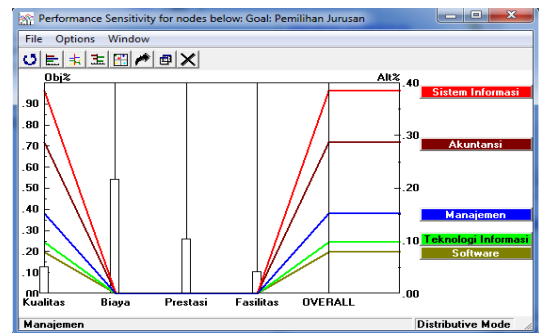 Performance Sensitivity for nodes below: Goal: Pemilihan Jurusan
File Options Window
Obj% Alt%
.90
.80
.70
.60
.50
.40
.30
.20
.10
.00
.40
.30
.20
.10
.00
Sistem Informasi
Akuntansi
Manajemen
Teknologi Informasi
Software
Kualitas Biaya Prestasi Fasilitas OVERALL
Manajemen Distributive Mode